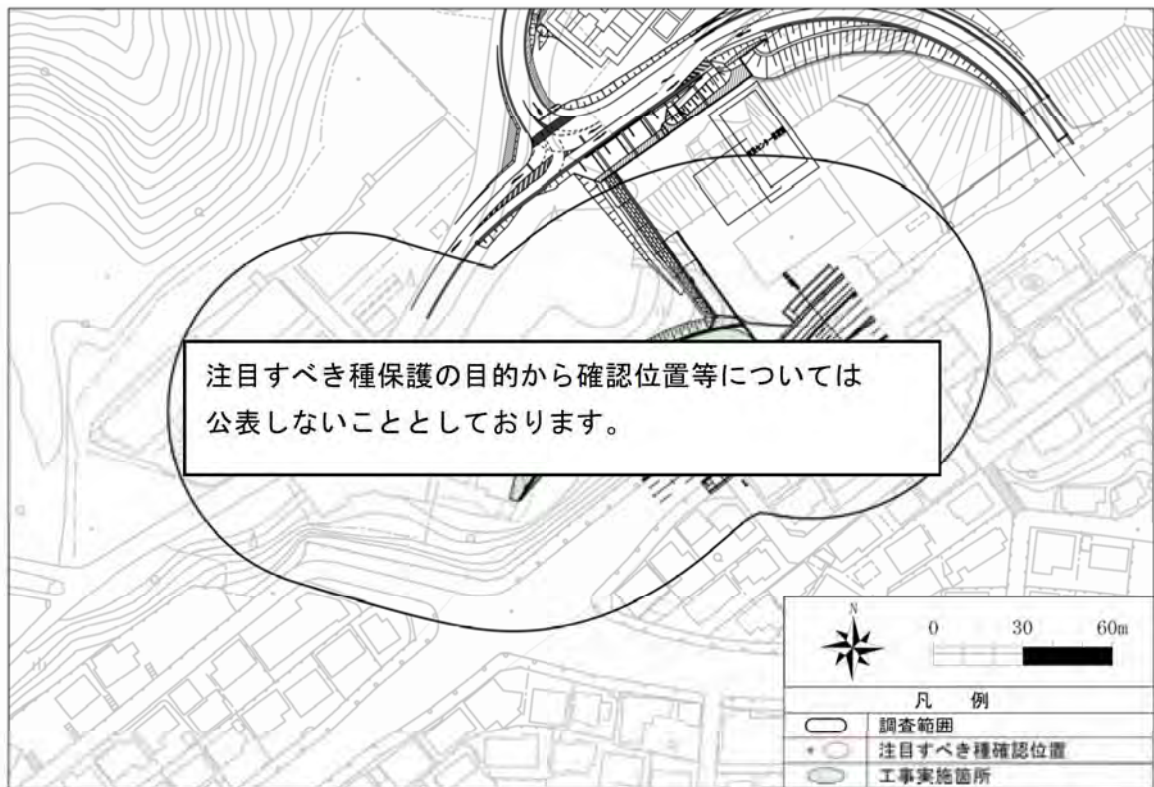 注目すべき種保護の目的から確認位置等については
公表しないこととしております。
N
0 30 60m
凡 例
調査範囲
注目すべき種確認位置
工事実施箇所